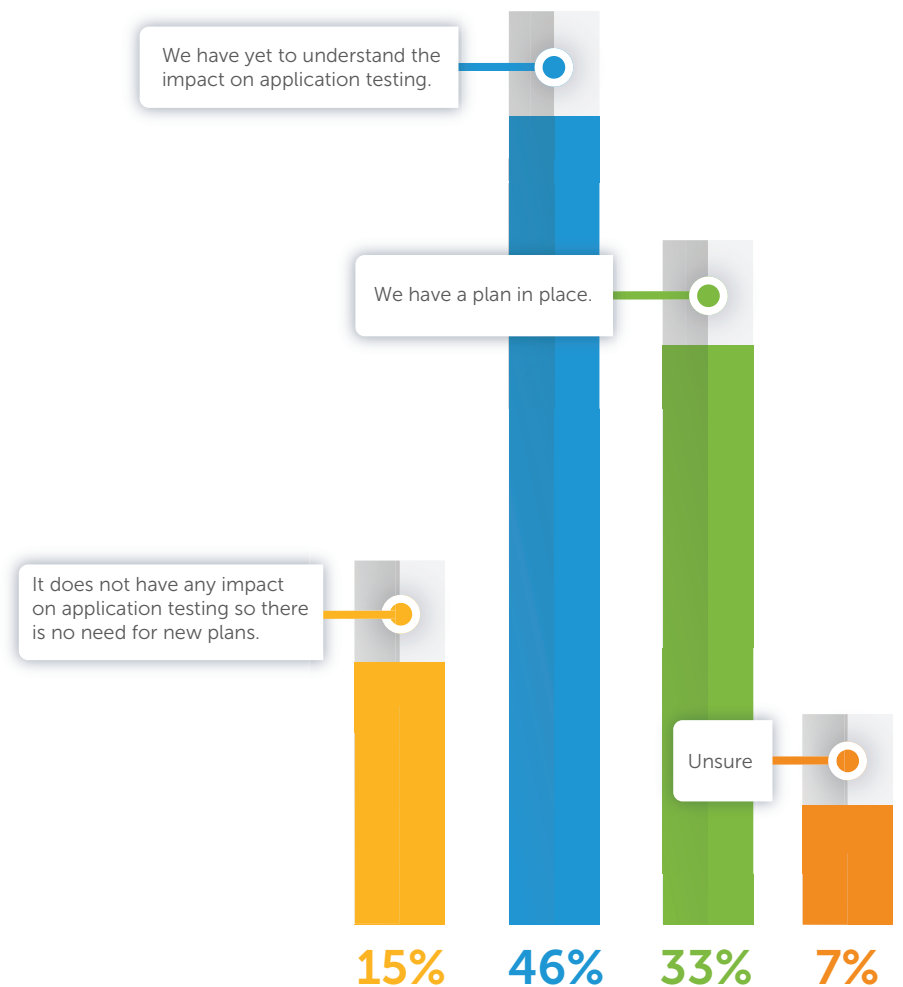 We have yet to understand the
impact on application testing.
We have a plan in place.
It does not have any impact
on application testing so there
is no need for new plans.
Unsure
15% 46% 33% 7%